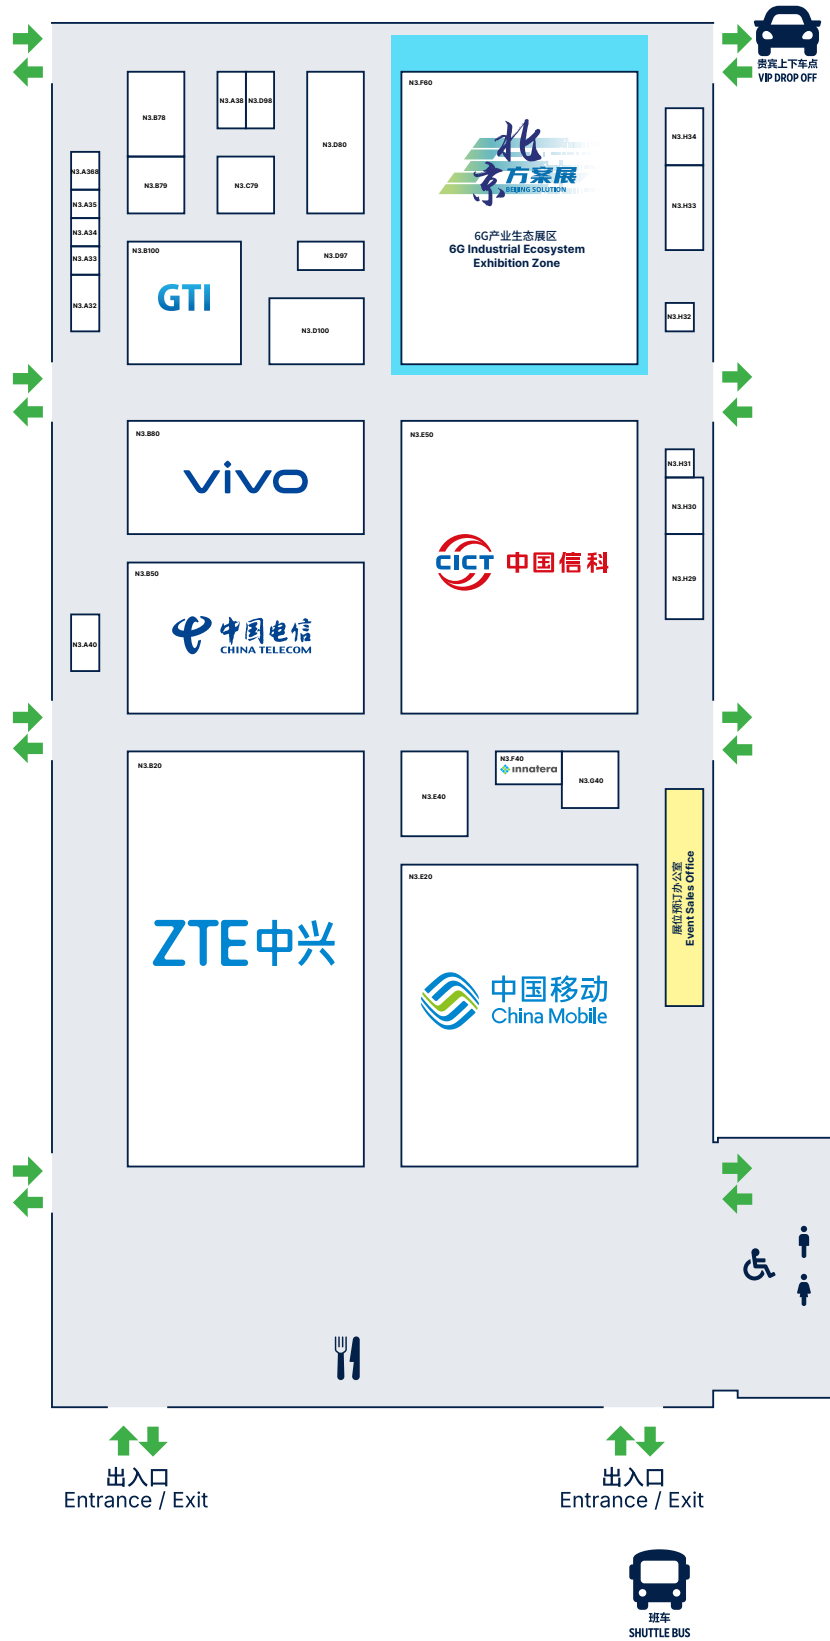 贵宾上下车点
VIP DROP OFF
N3.F60
N3.A38
N3.D98
N3.B78
N3.D80
N3.H34
北京方案展
BEIJING SOLUTION
N3.A368
N3.B79
N3.C79
N3.A35
N3.H33
N3.A34
6G产业生态展区
6G Industrial Ecosystem
Exhibition Zone
N3.B100
N3.D97
N3.A33
GTI
N3.A32
N3.H32
N3.D100
N3.B80
vivo
N3.E50
N3.H31
N3.H30
CICT 中国信科
N3.B50
N3.H29
中国电信
CHINA TELECOM
N3.A40
N3.B20
N3.F40
innatera
N3.G40
N3.E40
N3.E20
展位预订办公室
Event Sales Office
ZTE中兴
中国移动
China Mobile
出入口
Entrance / Exit
出入口
Entrance / Exit
班车
SHUTTLE BUS